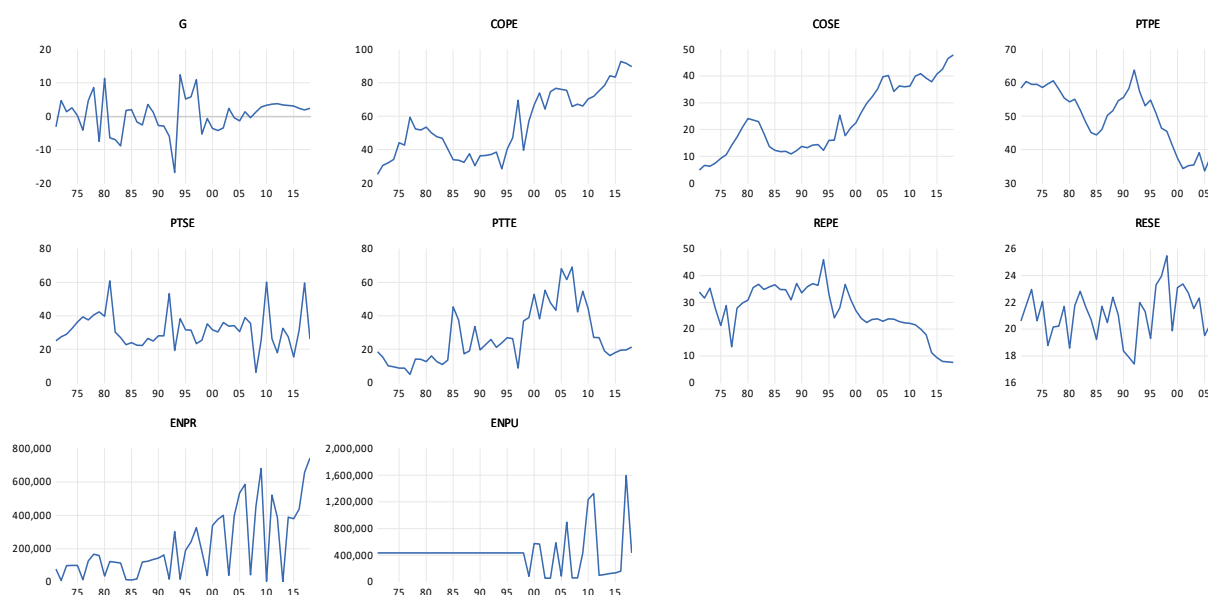 G COPE COSE PTPE
20 10 0 -10 -20
100 80 60 40 20
50 40 30 20 10 0
70 60 50 40 30
75 80 85 90 95 00 05 10 15
75 80 85 90 95 00 05 10 15
75 80 85 90 95 00 05 10 15
75 80 85 90 95 00 05
PTSE PTTE REPE RESE
80 60 40 20 0
80 60 40 20 0
50 40 30 20 10 0
26 24 22 20 18 16
75 80 85 90 95 00 05 10 15
75 80 85 90 95 00 05 10 15
75 80 85 90 95 00 05 10 15
75 80 85 90 95 00 05
ENPR ENPU
800,000 600,000 400,000 200,000 0
2,000,000 1,600,000 1,200,000 800,000 400,000 0
75 80 85 90 95 00 05 10 15
75 80 85 90 95 00 05 10 15